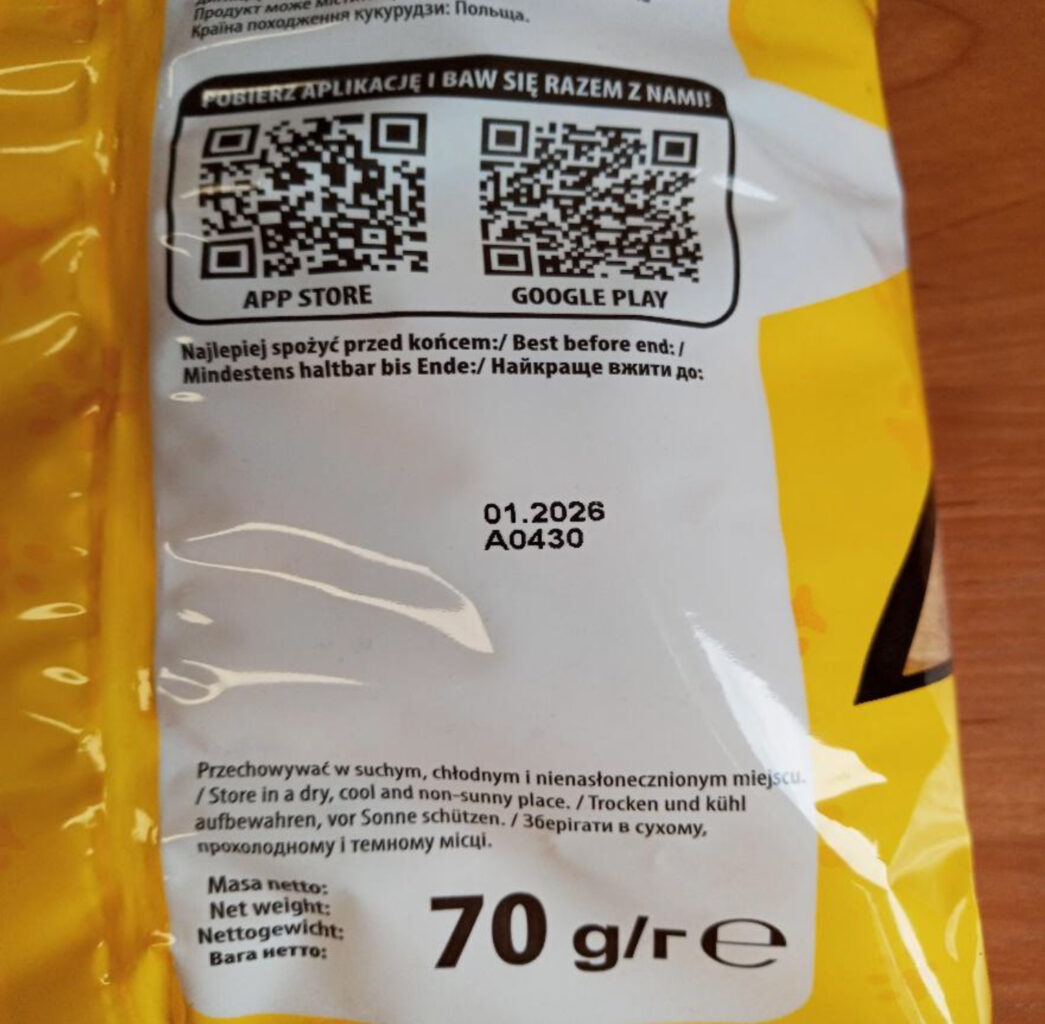 Продукт може
Країна походження кукурудзи: Польща.
POBIERZ APLIKACJĘ I BAW SIĘ RAZEM Z NAMI!
APP STORE
GOOGLE PLAY
Najlepiej spożyć przed końcem:/ Best before end: /
Mindestens haltbar bis Ende:/ Найкраще вжити до:
01.2026
A0430
Przechowywać w suchym, chłodnym i nienasłonecznionym miejscu.
/ Store in a dry, cool and non-sunny place. / Trocken und kühl
aufbewahren, vor Sonne schützen. / Зберігати в сухому,
прохолодному і темному місці.
Masa netto:
Net weight:
Nettogewicht:
Вага нетто:
70 g/г ℮